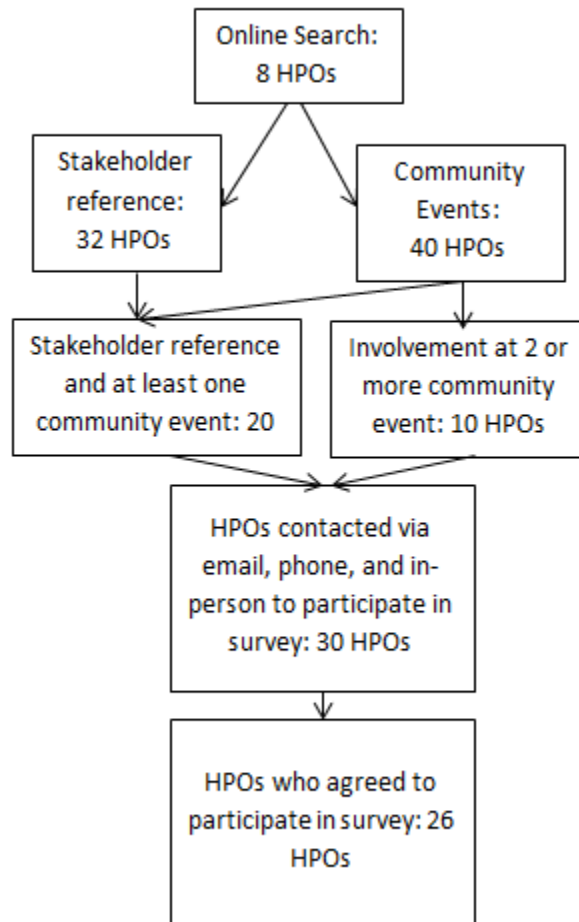 Online Search:
8 HPOs
Stakeholder
reference:
32 HPOs
Community
Events:
40 HPOs
Stakeholder reference
and at least one
community event: 20
Involvement at 2 or
more community
event: 10 HPOs
HPOs contacted via
email, phone, and in-
person to participate in
survey: 30 HPOs
HPOs who agreed to
participate in survey: 26
HPOs